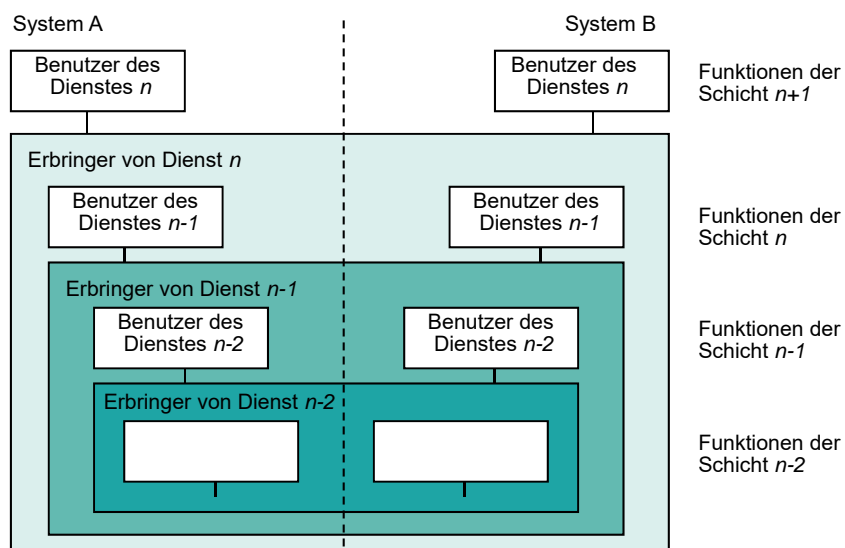 System A
System B
Benutzer des
Dienstes n
Benutzer des
Dienstes n
Funktionen der
Schicht n+1
Erbringer von Dienst n
Benutzer des
Dienstes n-1
Benutzer des
Dienstes n-1
Funktionen der
Schicht n
Erbringer von Dienst n-1
Benutzer des
Dienstes n-2
Benutzer des
Dienstes n-2
Funktionen der
Schicht n-1
Erbringer von Dienst n-2
Funktionen der
Schicht n-2